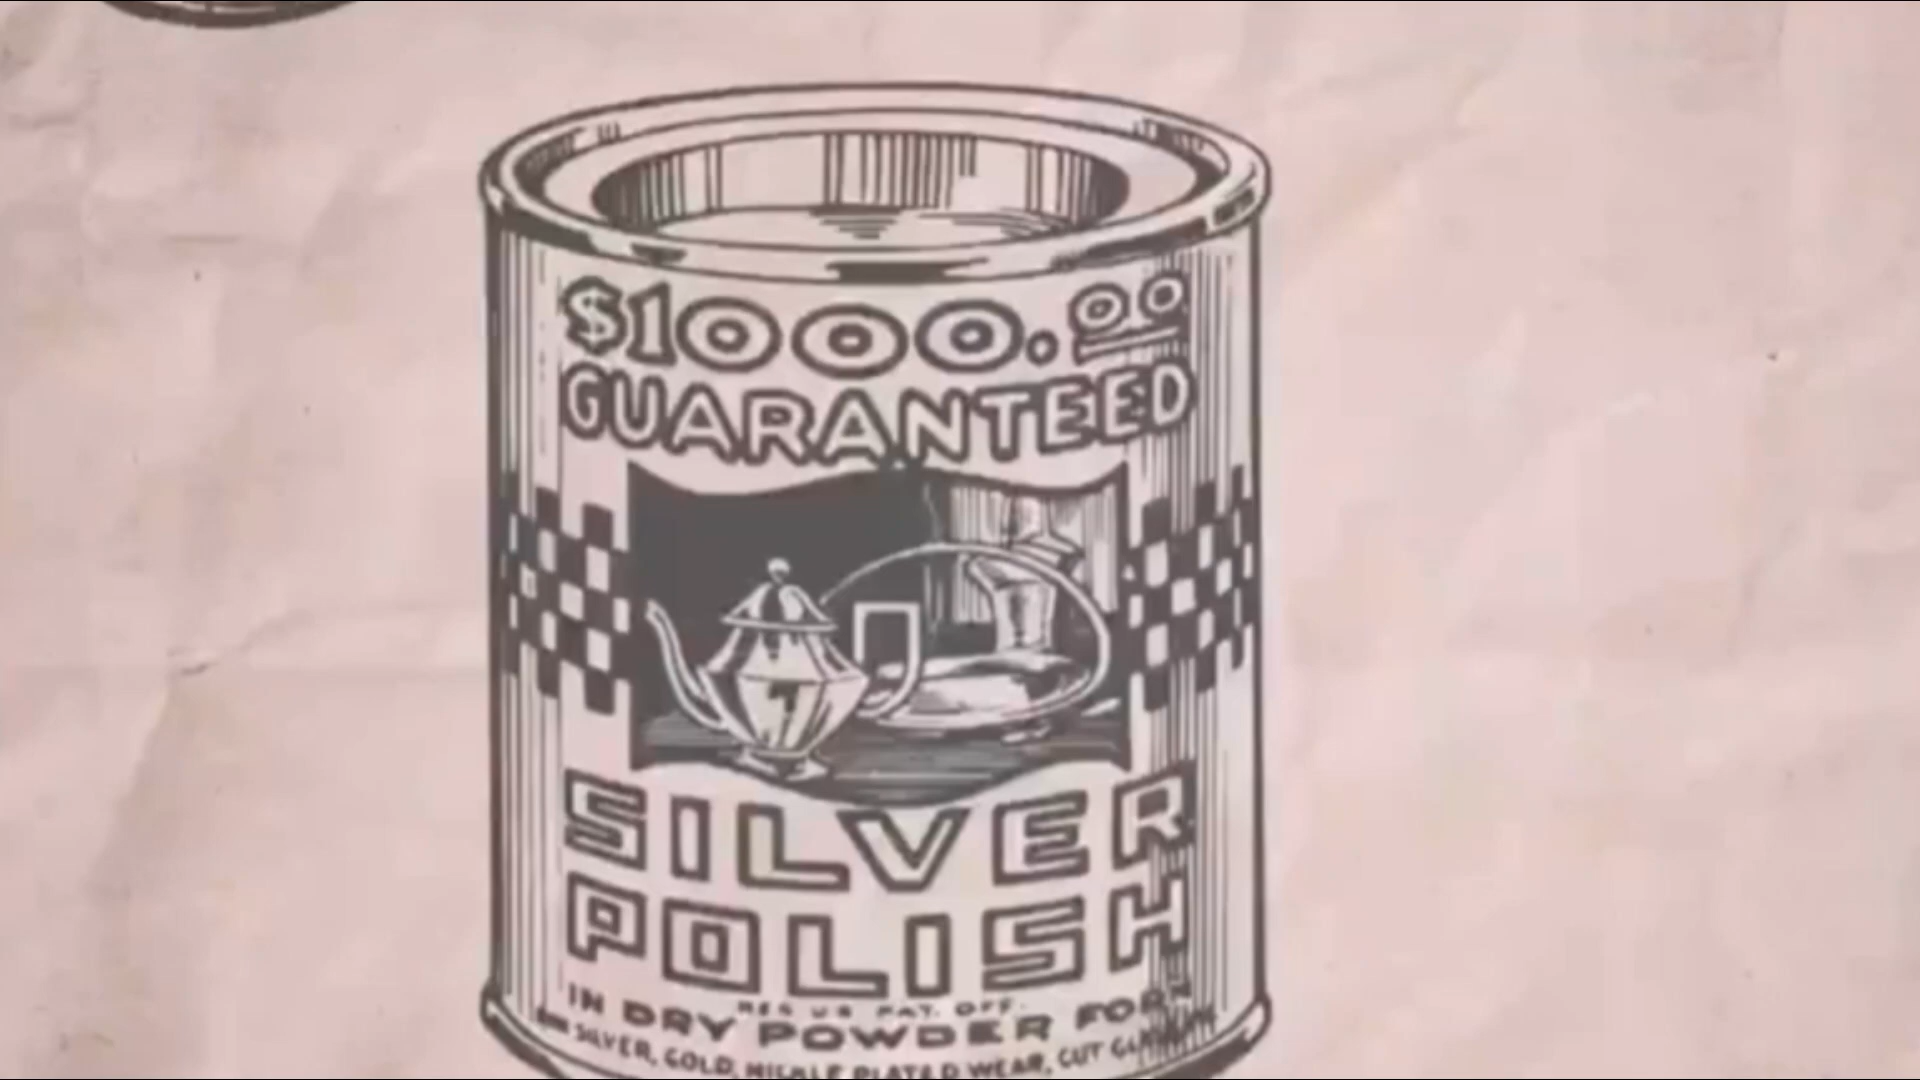 $1000.00
GUARANTEED
SILVER
POLISH
REG US PAT. OFF.
IN DRY POWDER FORM
SILVER, GOLD, NICKLE PLATED WEAR, CUT